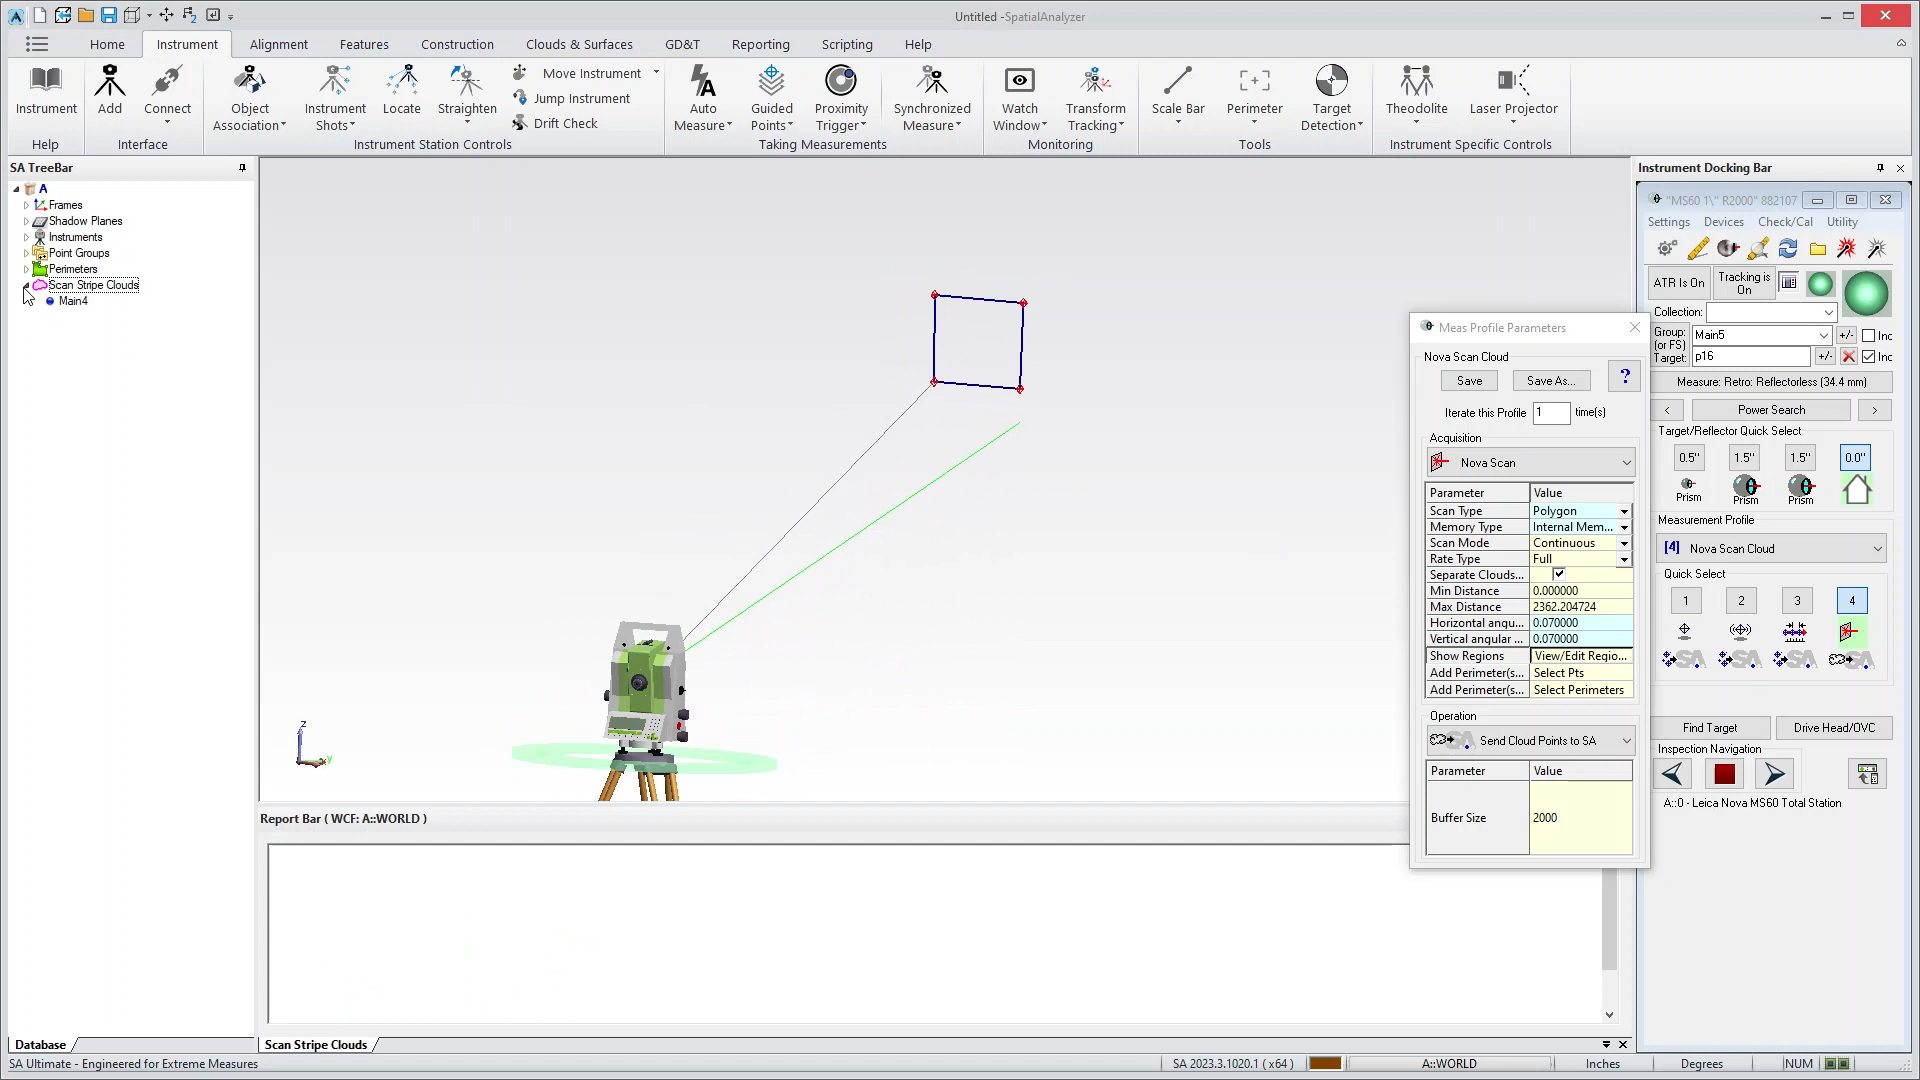 Untitled -SpatialAnalyzer
Home
Instrument
Alignment
Features
Construction
Clouds & Surfaces
GD&T
Reporting
Scripting
Help
Instrument
Add
Connect
Object
Association
Instrument
Shots
Locate
Straighten
Move Instrument
Jump Instrument
Drift Check
Auto
Measure
Guided
Points
Proximity
Trigger
Synchronized
Measure
Watch
Window
Transform
Tracking
Scale Bar
Perimeter
Target
Detection
Theodolite
Laser Projector
Help
Interface
Instrument Station Controls
Taking Measurements
Monitoring
Tools
Instrument Specific Controls
SA TreeBar
A
Frames
Shadow Planes
Instruments
Point Groups
Perimeters
Scan Stripe Clouds
Main4
Database
z
y
Report Bar ( WCF: A::WORLD )
Scan Stripe Clouds
Meas Profile Parameters
Nova Scan Cloud
Save
Save As...
?
Iterate this Profile 1 time(s)
Acquisition
Nova Scan
Parameter Value
Scan Type Polygon
Memory Type Internal Mem...
Scan Mode Continuous
Rate Type Full
Separate Clouds...
Min Distance 0.000000
Max Distance 2362.204724
Horizontal angu... 0.070000
Vertical angular ... 0.070000
Show Regions View/Edit Regio...
Add Perimeter(s... Select Pts
Add Perimeter(s... Select Perimeters
Operation
Send Cloud Points to SA
Parameter Value
Buffer Size 2000
Instrument Docking Bar
"MS60 1\" R2000" 882107
Settings Devices Check/Cal Utility
ATR Is On
Tracking is
On
Collection:
Group: Main5 +/- Inc
(or FS)
Target: p16 +/- Inc
Measure: Retro: Reflectorless (34.4 mm)
< Power Search >
Target/Reflector Quick Select
0.5" 1.5" 1.5" 0.0"
Prism Prism Prism
Measurement Profile
[4] Nova Scan Cloud
Quick Select
1 2 3 4
Find Target
Drive Head/OVC
Inspection Navigation
A::0 - Leica Nova MS60 Total Station
SA Ultimate - Engineered for Extreme Measures
SA 2023.3.1020.1 ( x64 )
A::WORLD
Inches
Degrees
NUM